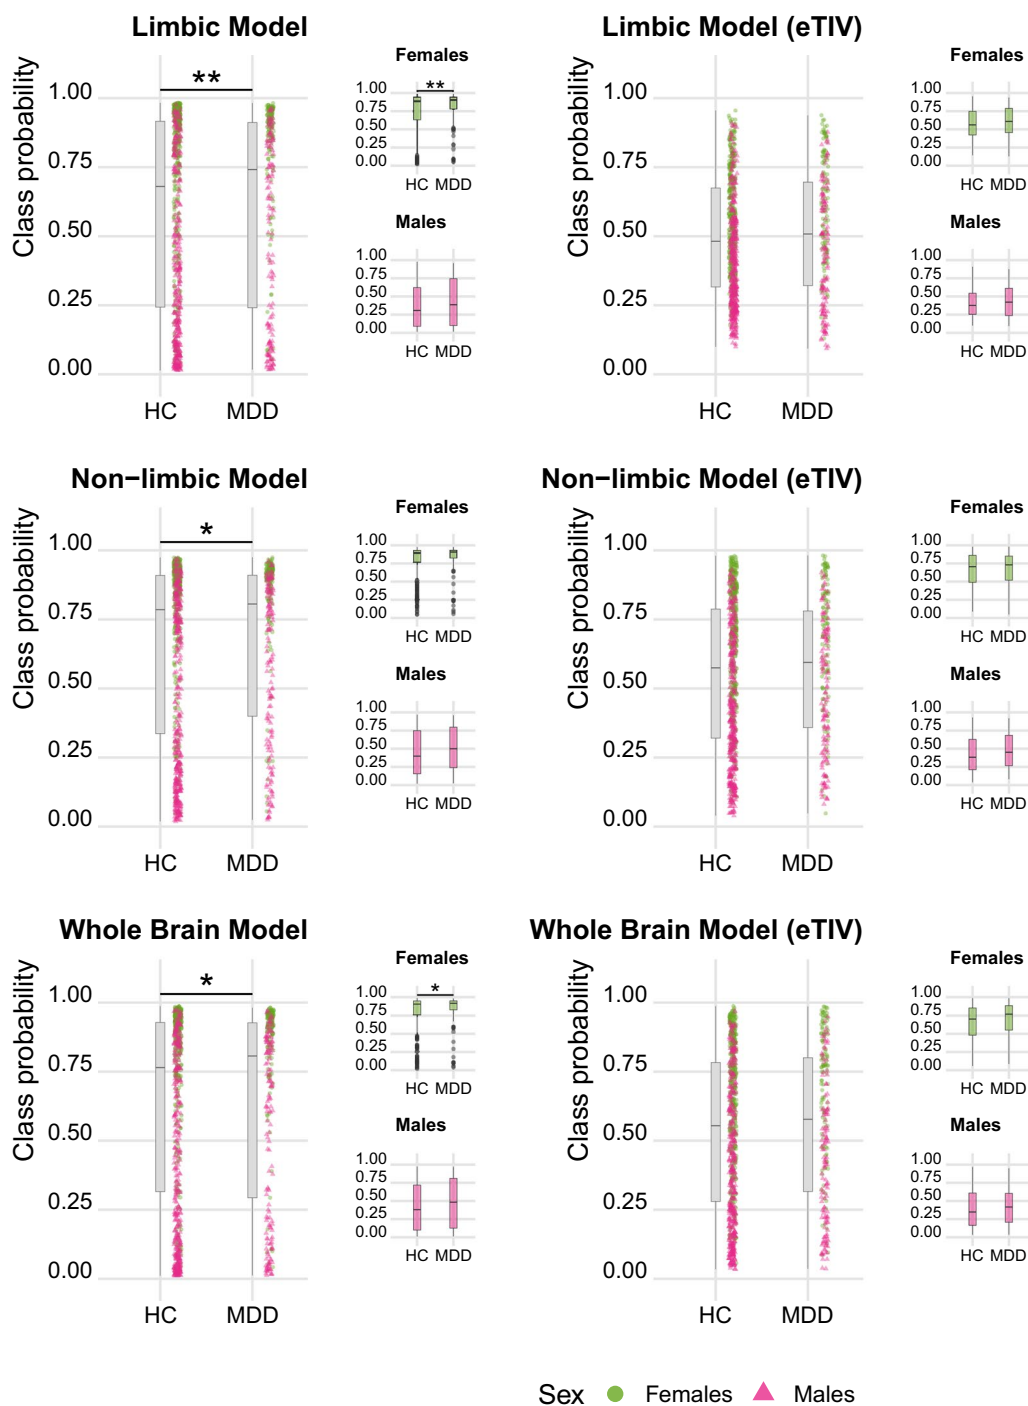 Limbic Model
Class probability
1.00
0.75
0.50
0.25
0.00
**
HC MDD
Females
1.00
0.75
0.50
0.25
0.00
**
HC MDD
Males
1.00
0.75
0.50
0.25
0.00
HC MDD
Limbic Model (eTIV)
Class probability
1.00
0.75
0.50
0.25
0.00
HC MDD
Females
1.00
0.75
0.50
0.25
0.00
HC MDD
Males
1.00
0.75
0.50
0.25
0.00
HC MDD
Non−limbic Model
Class probability
1.00
0.75
0.50
0.25
0.00
*
HC MDD
Females
1.00
0.75
0.50
0.25
0.00
HC MDD
Males
1.00
0.75
0.50
0.25
0.00
HC MDD
Non−limbic Model (eTIV)
Class probability
1.00
0.75
0.50
0.25
0.00
HC MDD
Females
1.00
0.75
0.50
0.25
0.00
HC MDD
Males
1.00
0.75
0.50
0.25
0.00
HC MDD
Whole Brain Model
Class probability
1.00
0.75
0.50
0.25
0.00
*
HC MDD
Females
1.00
0.75
0.50
0.25
0.00
*
HC MDD
Males
1.00
0.75
0.50
0.25
0.00
HC MDD
Whole Brain Model (eTIV)
Class probability
1.00
0.75
0.50
0.25
0.00
HC MDD
Females
1.00
0.75
0.50
0.25
0.00
HC MDD
Males
1.00
0.75
0.50
0.25
0.00
HC MDD
Sex Females Males